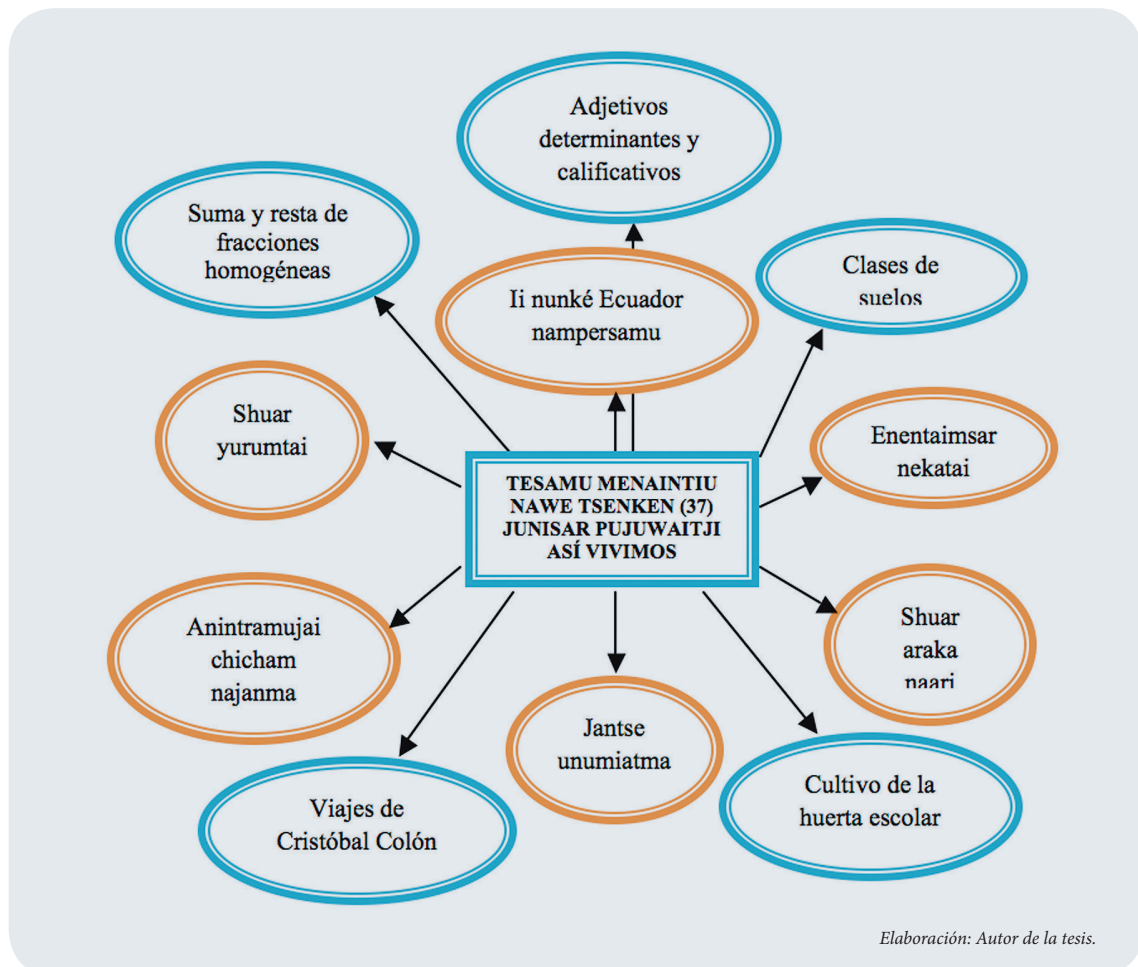 Adjetivos
determinantes y
calificativos
Suma y resta de
fracciones
homogéneas
Clases de
suelos
Ii nunké Ecuador
nampersamu
Shuar
yurumtai
Enentaimsar
nekatai
TESAMU MENAINTIU
NAWE TSENKEN (37)
JUNISAR PUJUWAITJI
ASÍ VIVIMOS
Anintramujai
chicham
najanma
Shuar
araka
naari
Jantse
unumiatma
Viajes de
Cristóbal Colón
Cultivo de la
huerta escolar
Elaboración: Autor de la tesis.